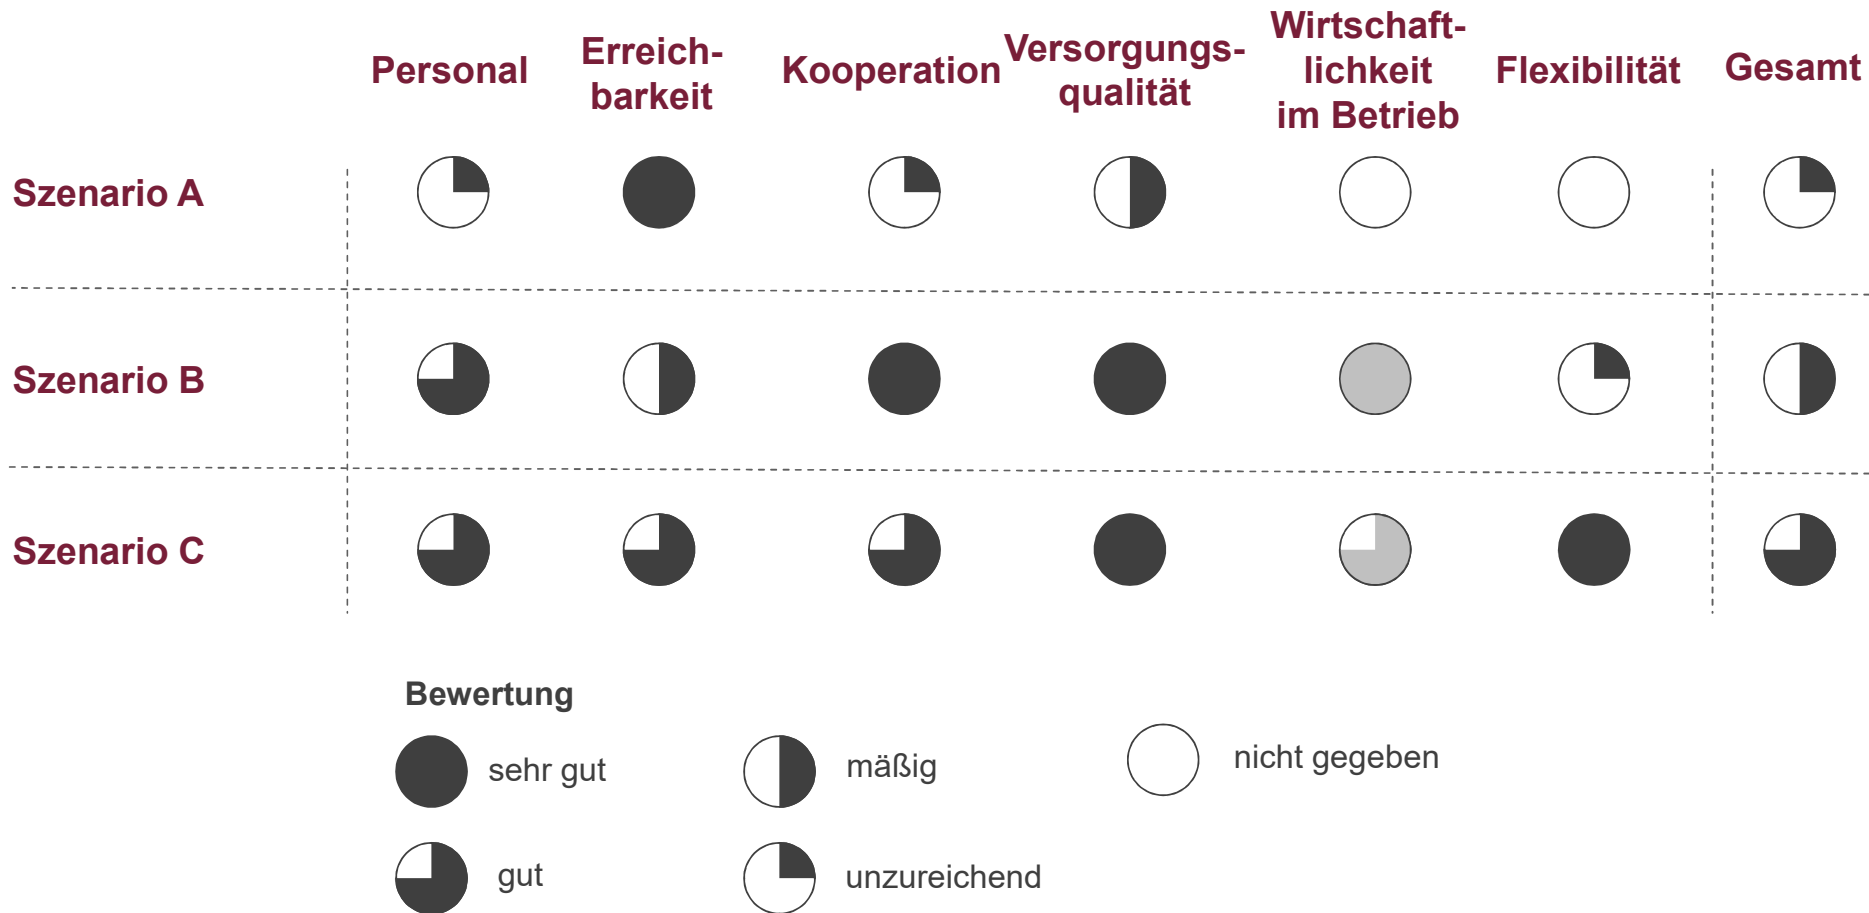 Personal
Erreich-
barkeit
Kooperation
Versorgungs-
qualität
Wirtschaft-
lichkeit
im Betrieb
Flexibilität
Gesamt
Szenario A
Szenario B
Szenario C
Bewertung
sehr gut
mäßig
nicht gegeben
gut
unzureichend